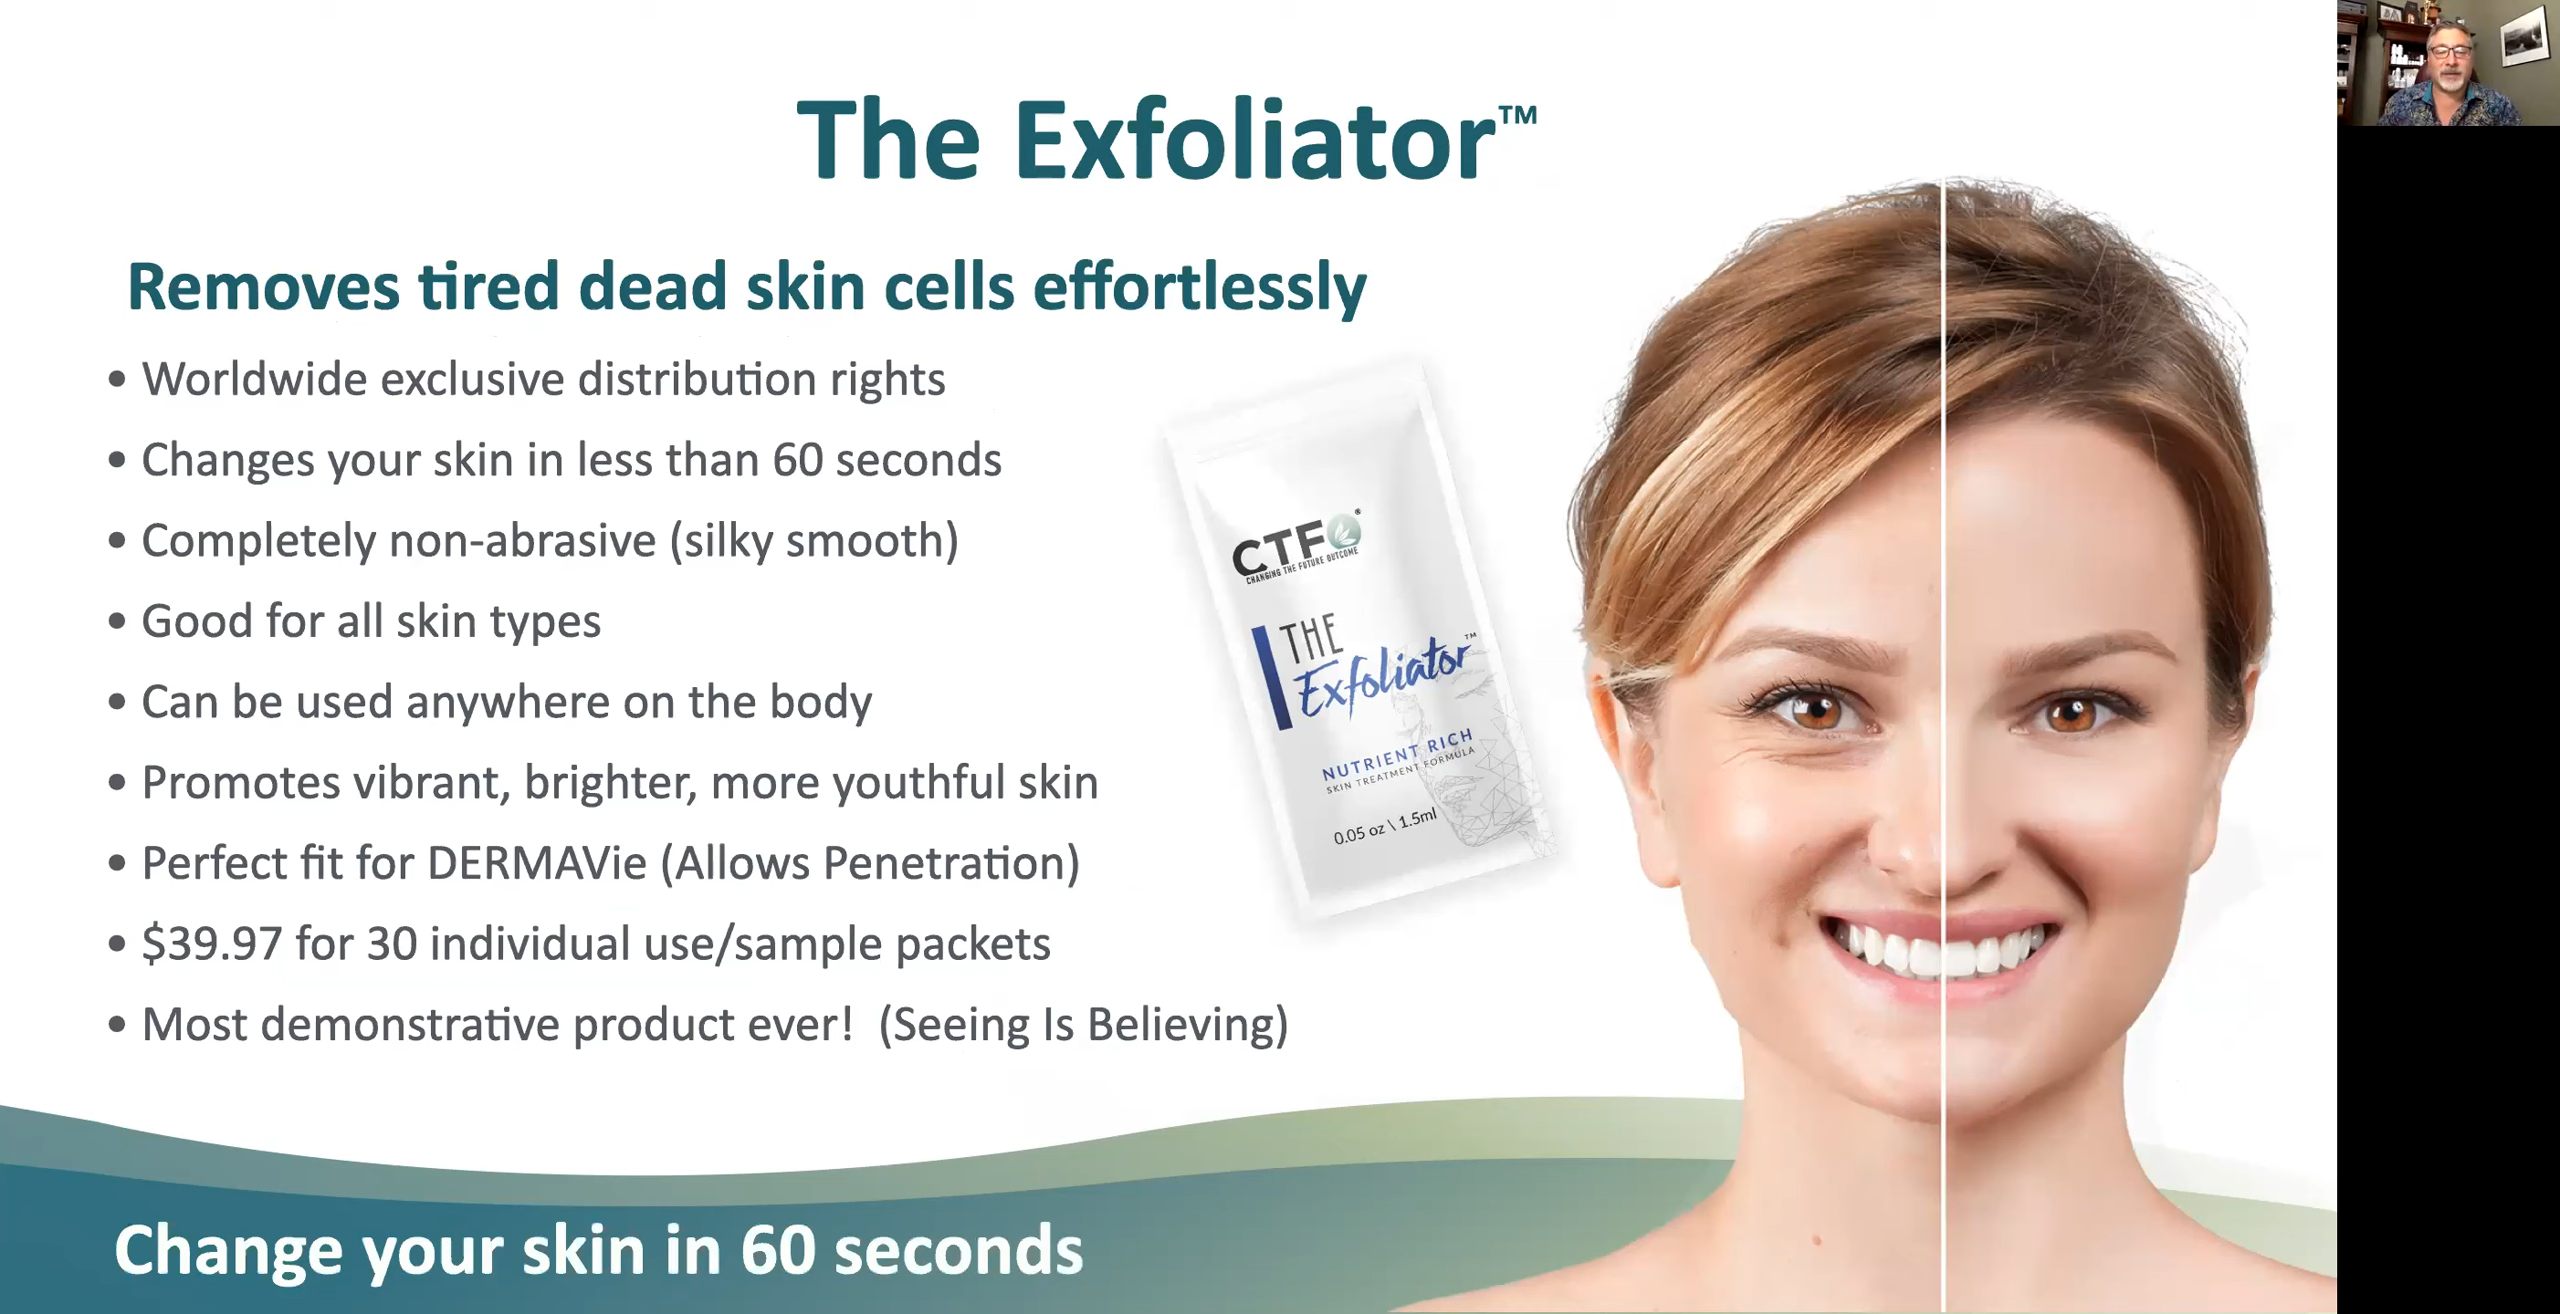 The Exfoliator™
Removes tired dead skin cells effortlessly
• Worldwide exclusive distribution rights
• Changes your skin in less than 60 seconds
• Completely non-abrasive (silky smooth)
• Good for all skin types
• Can be used anywhere on the body
• Promotes vibrant, brighter, more youthful skin
• Perfect fit for DERMAVie (Allows Penetration)
• $39.97 for 30 individual use/sample packets
• Most demonstrative product ever!  (Seeing Is Believing)
CTFO®
CHANGING THE FUTURE OUTCOME
THE
Exfoliator™
NUTRIENT RICH
SKIN TREATMENT FORMULA
0.05 oz \ 1.5ml
Change your skin in 60 seconds